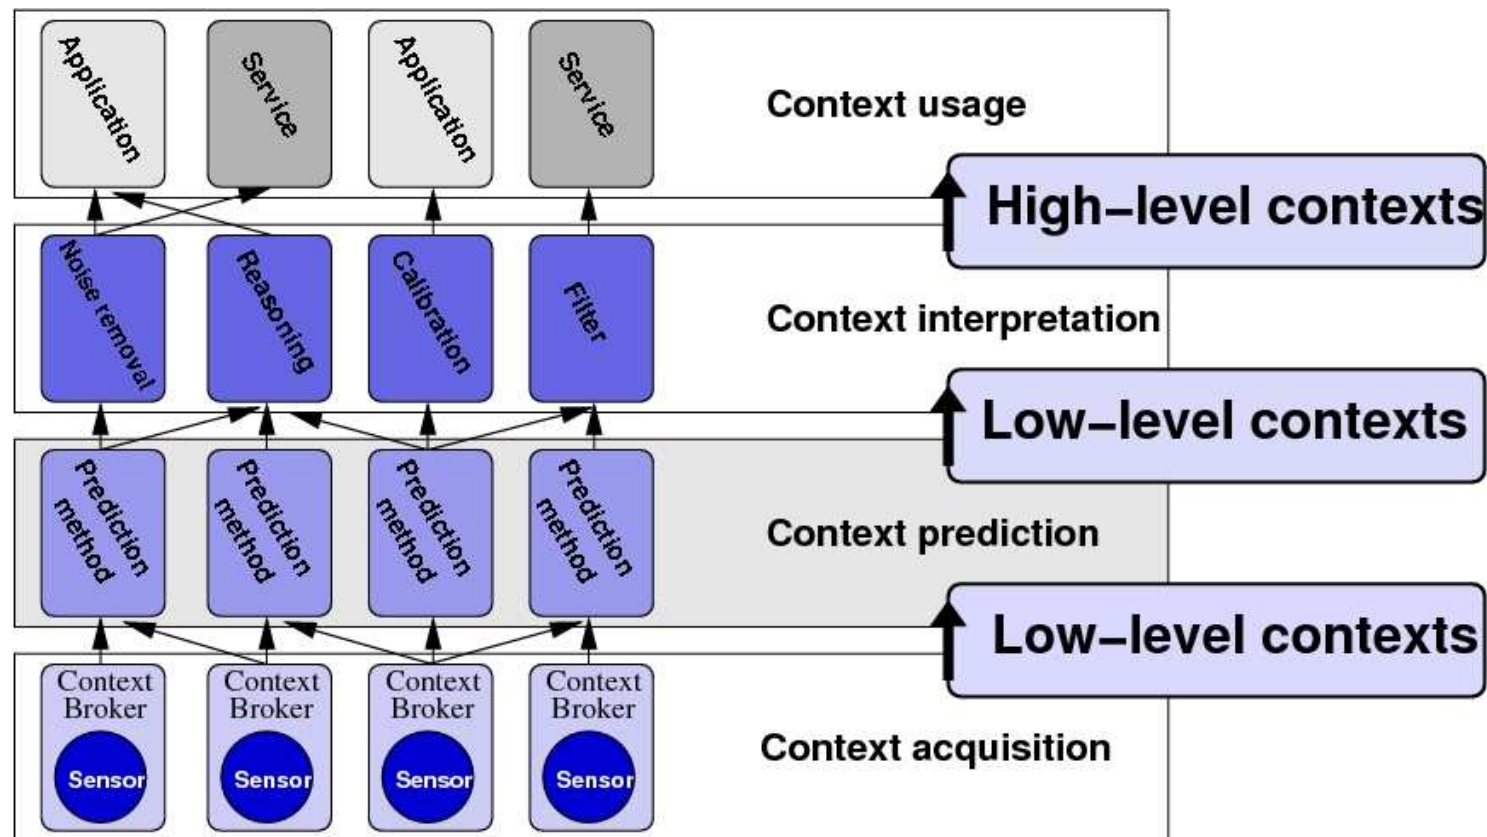 Application
Service
Application
Service
Context usage
High–level contexts
Noise removal
Reasoning
Calibration
Filter
Context interpretation
Low–level contexts
Prediction
method
Prediction
method
Prediction
method
Prediction
method
Context prediction
Low–level contexts
Context
Broker
Sensor
Context
Broker
Sensor
Context
Broker
Sensor
Context
Broker
Sensor
Context acquisition